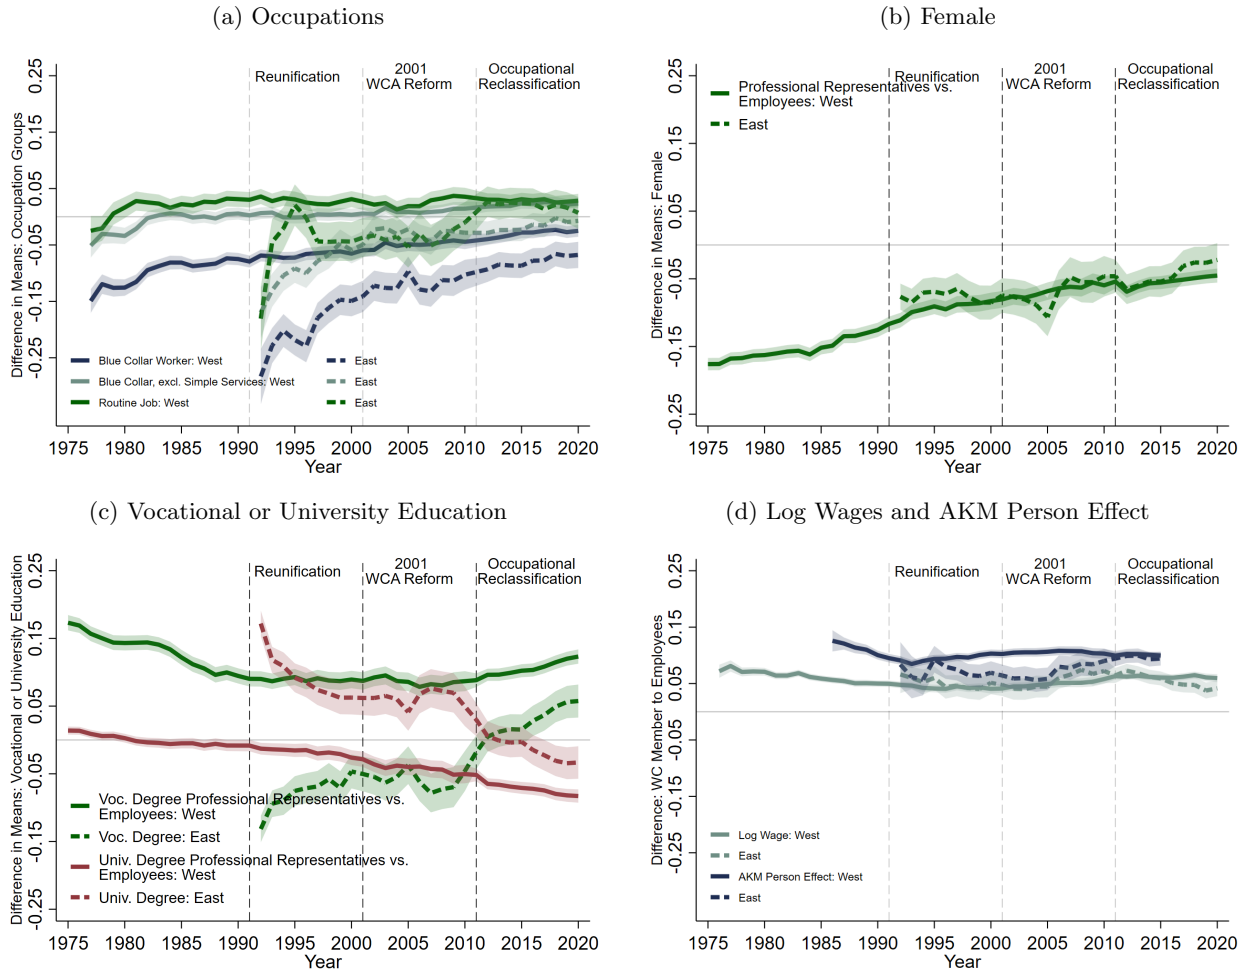 (a) Occupations
Difference in Means: Occupation Groups
0.25
0.15
0.05
-0.05
-0.15
-0.25
Reunification
2001
WCA Reform
Occupational
Reclassification
Blue Collar Worker: West
East
Blue Collar, excl. Simple Services: West
East
Routine Job: West
East
1975 1980 1985 1990 1995 2000 2005 2010 2015 2020
Year
(b) Female
Difference in Means: Female
0.25
0.15
0.05
-0.05
-0.15
-0.25
Reunification
2001
WCA Reform
Occupational
Reclassification
Professional Representatives vs.
Employees: West
East
1975 1980 1985 1990 1995 2000 2005 2010 2015 2020
Year
(c) Vocational or University Education
Difference in Means: Vocational or University Education
0.25
0.15
0.05
-0.05
-0.15
-0.25
Reunification
2001
WCA Reform
Occupational
Reclassification
Voc. Degree Professional Representatives vs.
Employees: West
Voc. Degree: East
Univ. Degree Professional Representatives vs.
Employees: West
Univ. Degree: East
1975 1980 1985 1990 1995 2000 2005 2010 2015 2020
Year
(d) Log Wages and AKM Person Effect
Difference: WC Member to Employees
0.25
0.15
0.05
-0.05
-0.15
-0.25
Reunification
2001
WCA Reform
Occupational
Reclassification
Log Wage: West
East
AKM Person Effect: West
East
1975 1980 1985 1990 1995 2000 2005 2010 2015 2020
Year